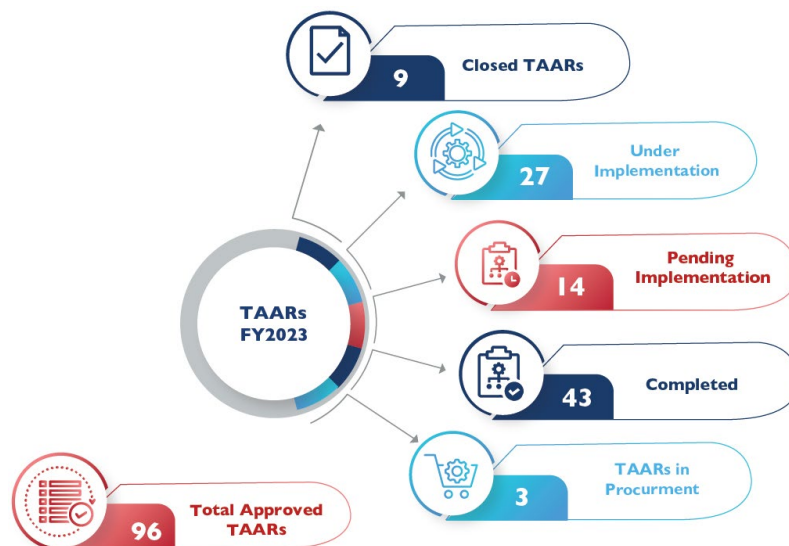 9
Closed TAARs
27
Under
Implementation
14
Pending
Implementation
TAARs
FY2023
43
Completed
3
TAARs in
Procurment
96
Total Approved
TAARs